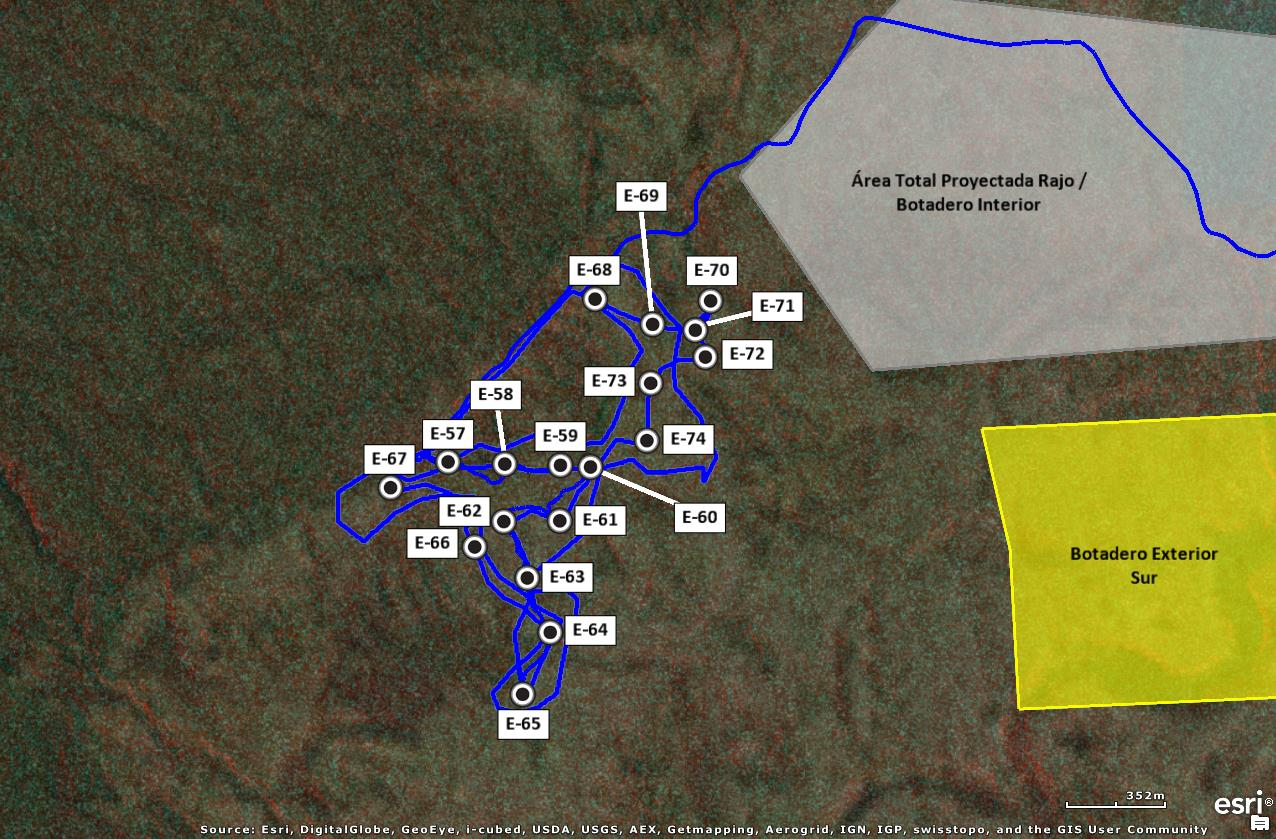 Área Total Proyectada Rajo /
Botadero Interior
E-69
E-68
E-70
E-71
E-72
E-73
E-58
E-57
E-59
E-74
E-67
E-62
E-61
E-60
E-66
E-63
Botadero Exterior
Sur
E-64
E-65
352m
esri®
Source: Esri, DigitalGlobe, GeoEye, i-cubed, USDA, USGS, AEX, Getmapping, Aerogrid, IGN, IGP, swisstopo, and the GIS User Community